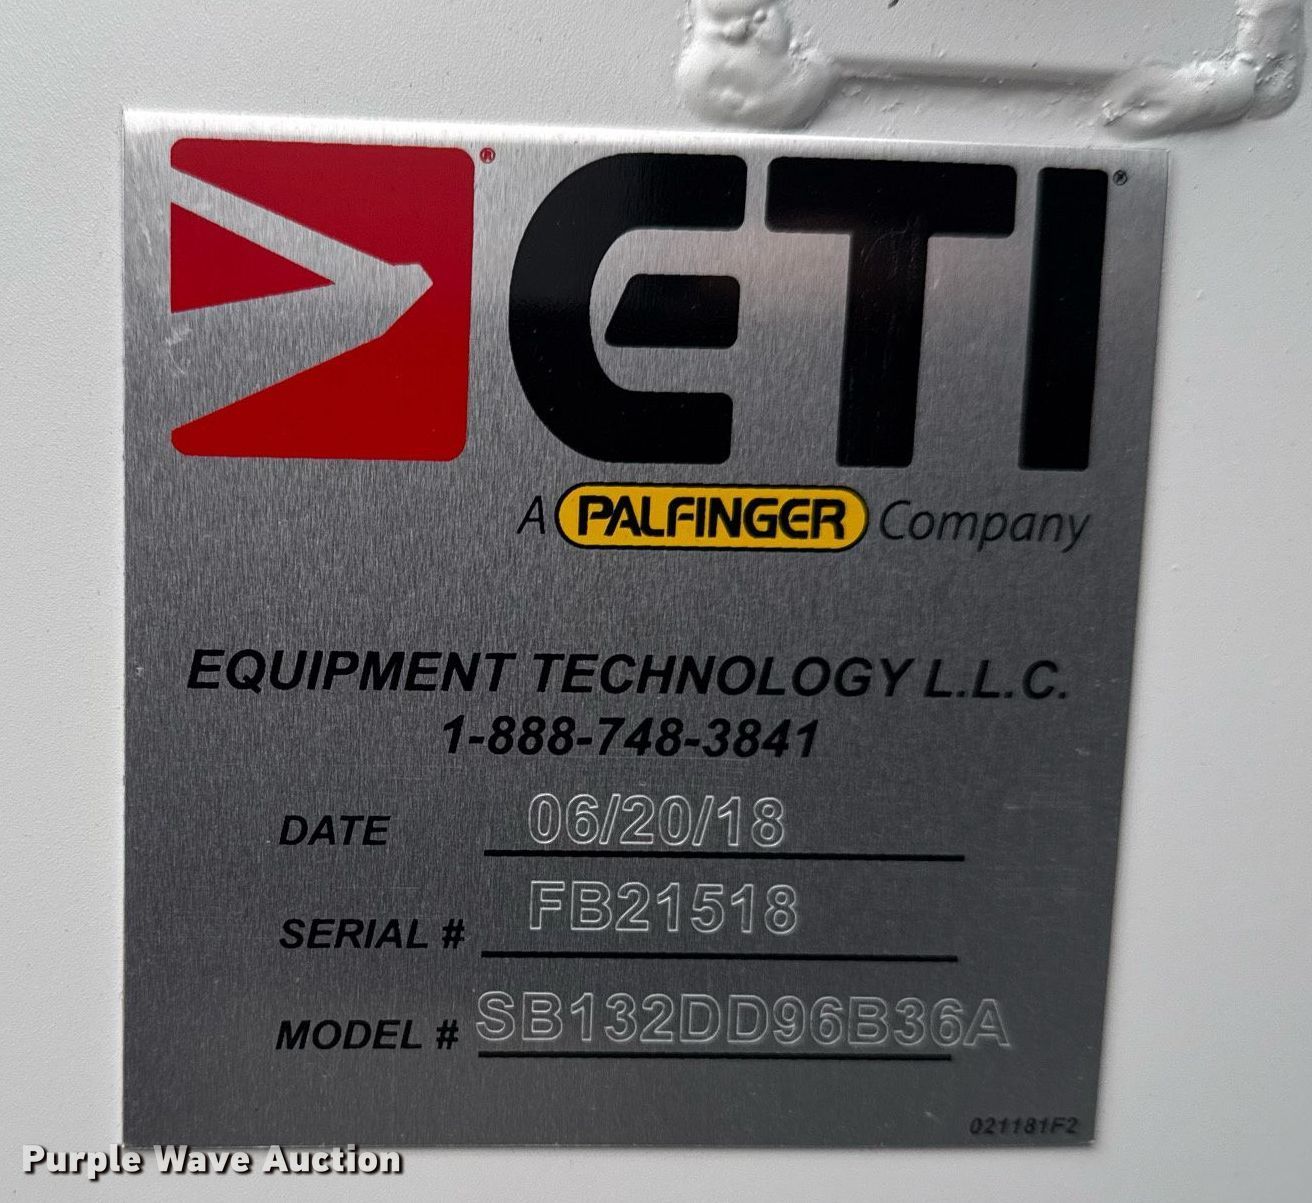 ETI
A PALFINGER Company
EQUIPMENT TECHNOLOGY L.L.C.
1-888-748-3841
DATE 06/20/18
SERIAL # FB21518
MODEL # SB132DD96B36A
021181F2
Purple Wave Auction